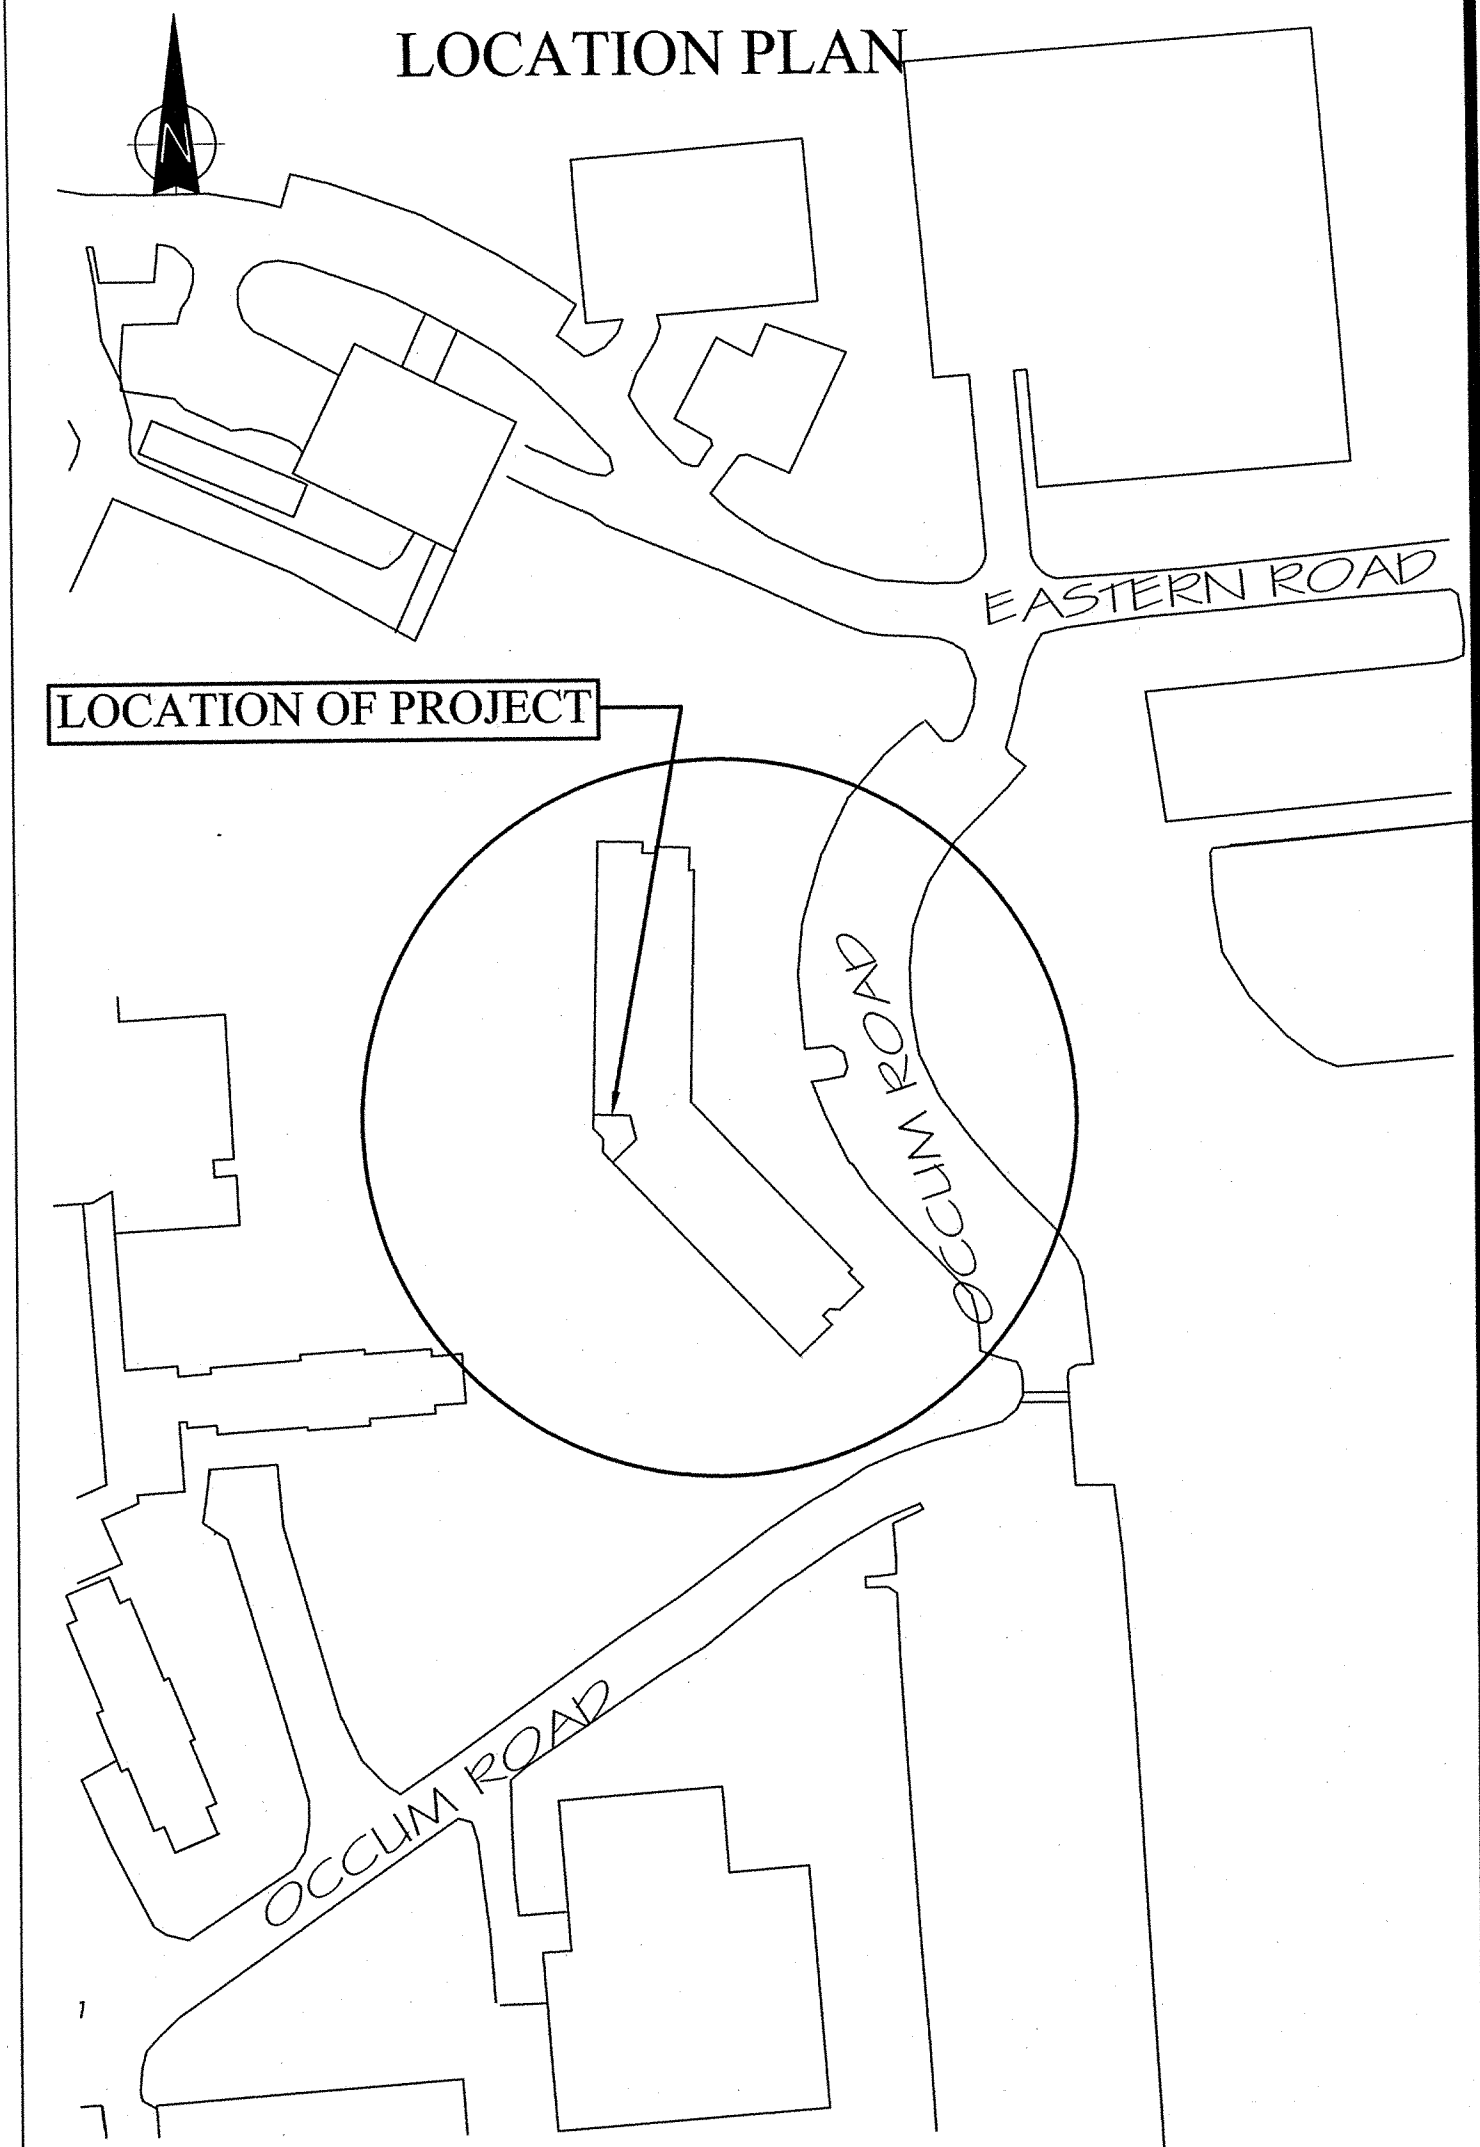 LOCATION PLAN
N
EASTERN ROAD
LOCATION OF PROJECT
OCCUM ROAD
OCCUM ROAD